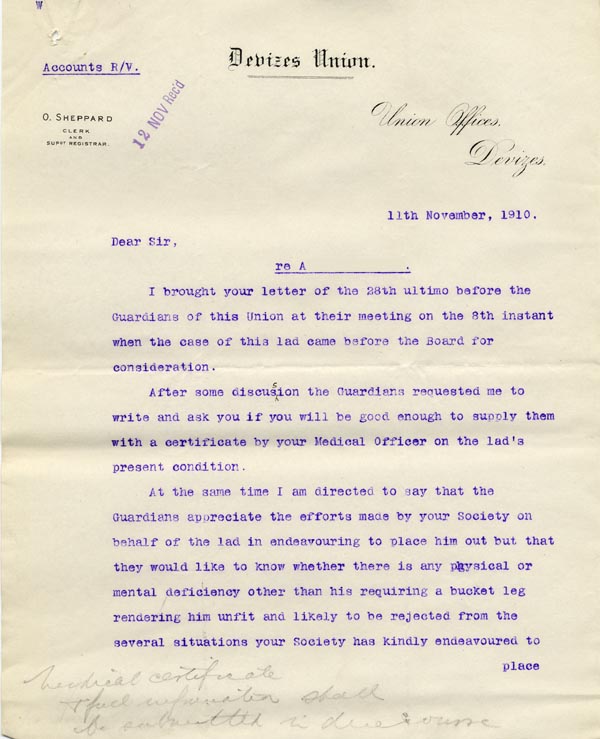 W
Devizes Union.
Accounts R/V.
12 NOV Rec'd
O. SHEPPARD
CLERK
AND
SUPDT REGISTRAR.
Union Offices.
Devizes.
11th November, 1910.
Dear Sir,
re A .
I brought your letter of the 28th ultimo before the
Guardians of this Union at their meeting on the 8th instant
when the case of this lad came before the Board for
consideration.
After some discussion the Guardians requested me to
write and ask you if you will be good enough to supply them
with a certificate by your Medical Officer on the lad's
present condition.
At the same time I am directed to say that the
Guardians appreciate the efforts made by your Society on
behalf of the lad in endeavouring to place him out but that
they would like to know whether there is any physical or
mental deficiency other than his requiring a bucket leg
rendering him unfit and likely to be rejected from the
several situations your Society has kindly endeavoured to
place
Medical certificate
& full information shall
be submitted in due course